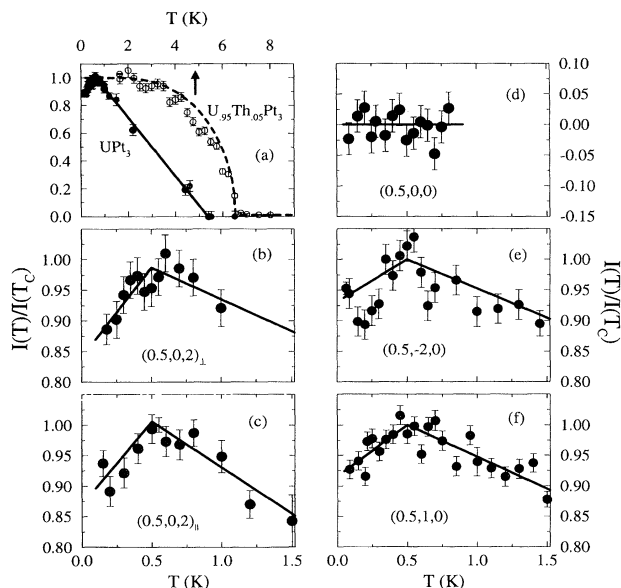 T (K)
0 2 4 6 8
1.0
0.8
0.6
0.4
0.2
0.0
U.95Th.05Pt3
UPt3
(a)
0.10
0.05
0.00
-0.05
-0.10
-0.15
(d)
(0.5,0,0)
I(T)/I(TC)
1.00
0.95
0.90
0.85
0.80
(b)
(0.5,0,2)⊥
1.00
0.95
0.90
0.85
0.80
(e)
(0.5,-2,0)
I(T)/I(TC)
1.00
0.95
0.90
0.85
0.80
(c)
(0.5,0,2)||
0.0 0.5 1.0 1.5
T (K)
1.00
0.95
0.90
0.85
0.80
(f)
(0.5,1,0)
0.0 0.5 1.0 1.5
T (K)